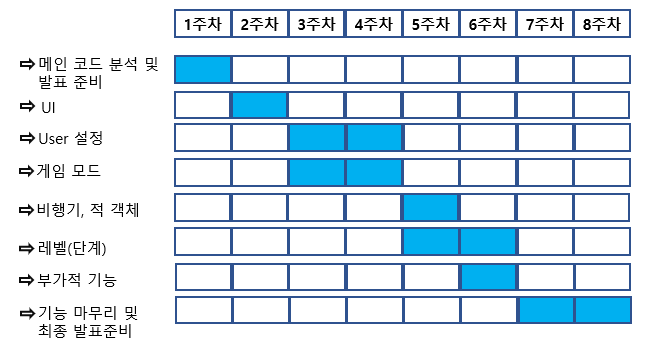 1주차 2주차 3주차 4주차 5주차 6주차 7주차 8주차
⇨메인 코드 분석 및
발표 준비
⇨ UI
⇨User 설정
⇨게임 모드
⇨비행기, 적 객체
⇨레벨(단계)
⇨부가적 기능
⇨기능 마무리 및
최종 발표준비